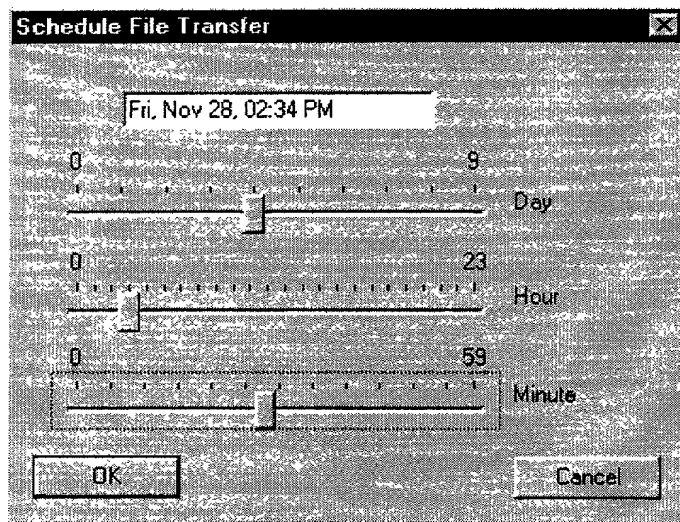 Schedule File Transfer
Fri, Nov 28, 02:34 PM
0 9
Day
0 23
Hour
0 59
Minute
OK Cancel